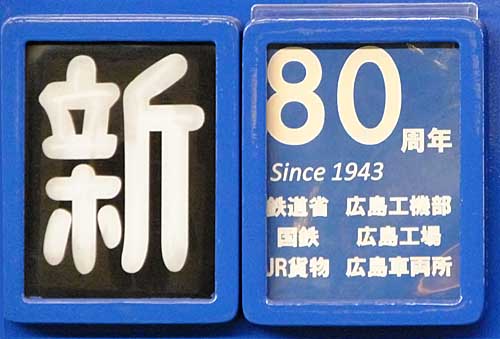 新
80周年
Since 1943
鉄道省 広島工機部
国鉄 広島工場
JR貨物 広島車両所